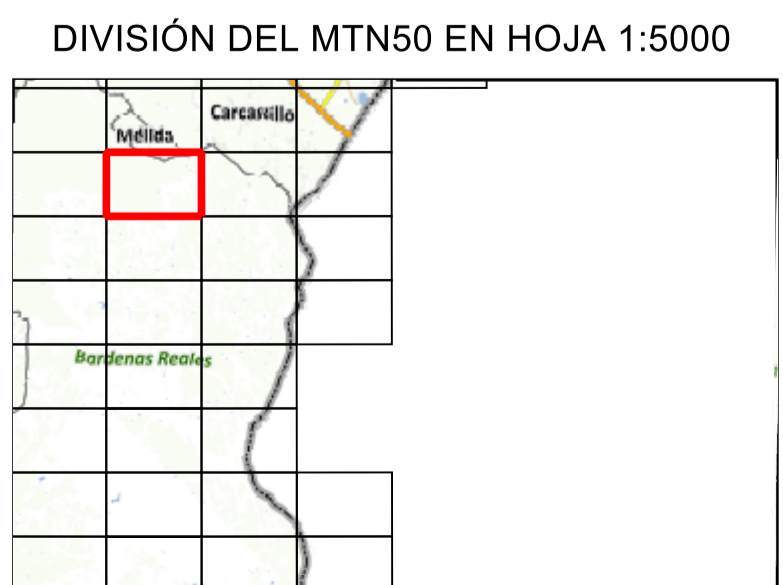 DIVISIÓN DEL MTN50 EN HOJA 1:5000
Carcastillo
Mélida
Bardenas Reales